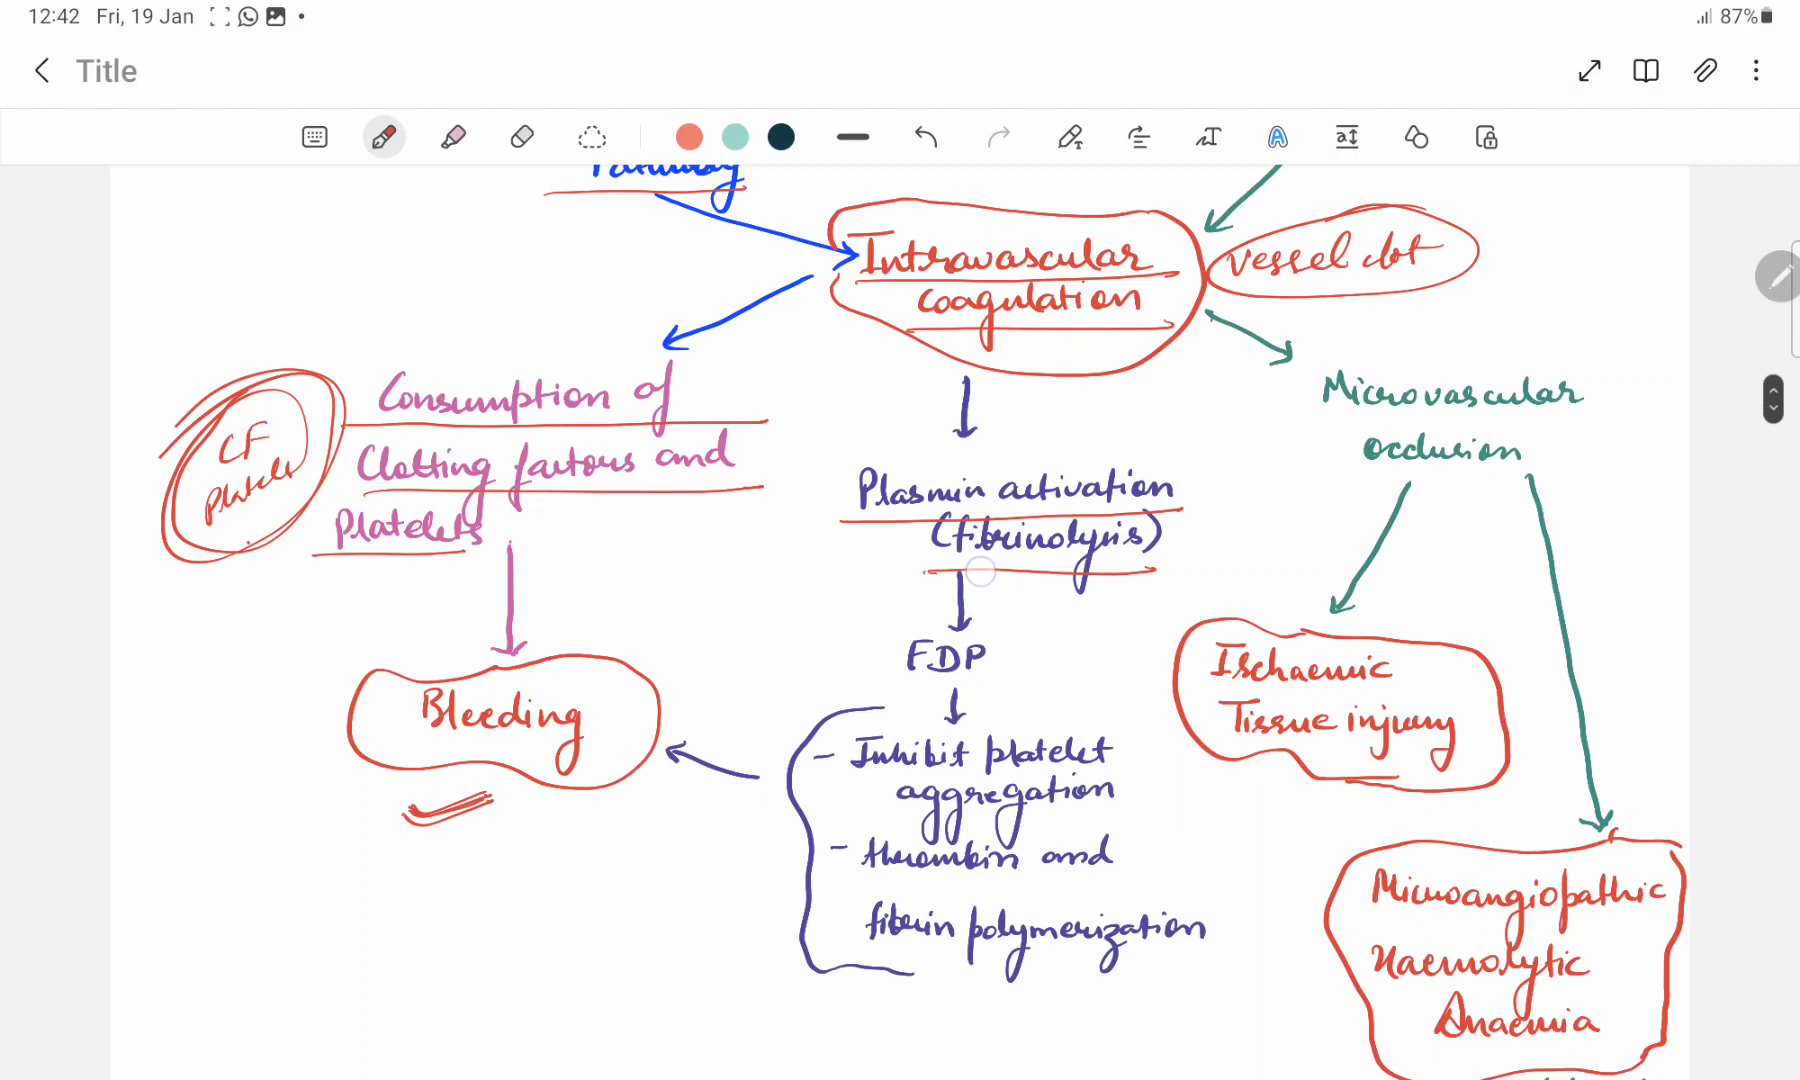 12:42 Fri, 19 Jan
87%
Title
Pathway
Intravascular
coagulation
vessel clot
Consumption of
Clotting factors and
Platelets
CF
Platelet
Plasmin activation
(fibrinolysis)
Microvascular
occlusion
FDP
Bleeding
- Inhibit platelet
aggregation
- thrombin and
fibrin polymerization
Ischaemic
Tissue injury
Microangiopathic
Haemolytic
Anaemia